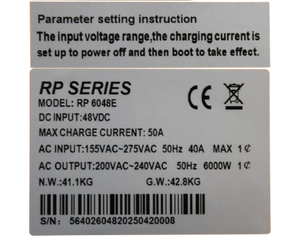 Parameter setting instruction
The input voltage range,the charging current is
set up to power off and then boot to take effect.
RP SERIES
MODEL: RP 6048E
DC INPUT:48VDC
MAX CHARGE CURRENT: 50A
AC INPUT:155VAC~275VAC 50Hz 40A MAX 1¢
AC OUTPUT:200VAC~240VAC 50Hz 6000W 1¢
N.W.:41.1KG G.W.:42.8KG
S/N: 56402604820250420008